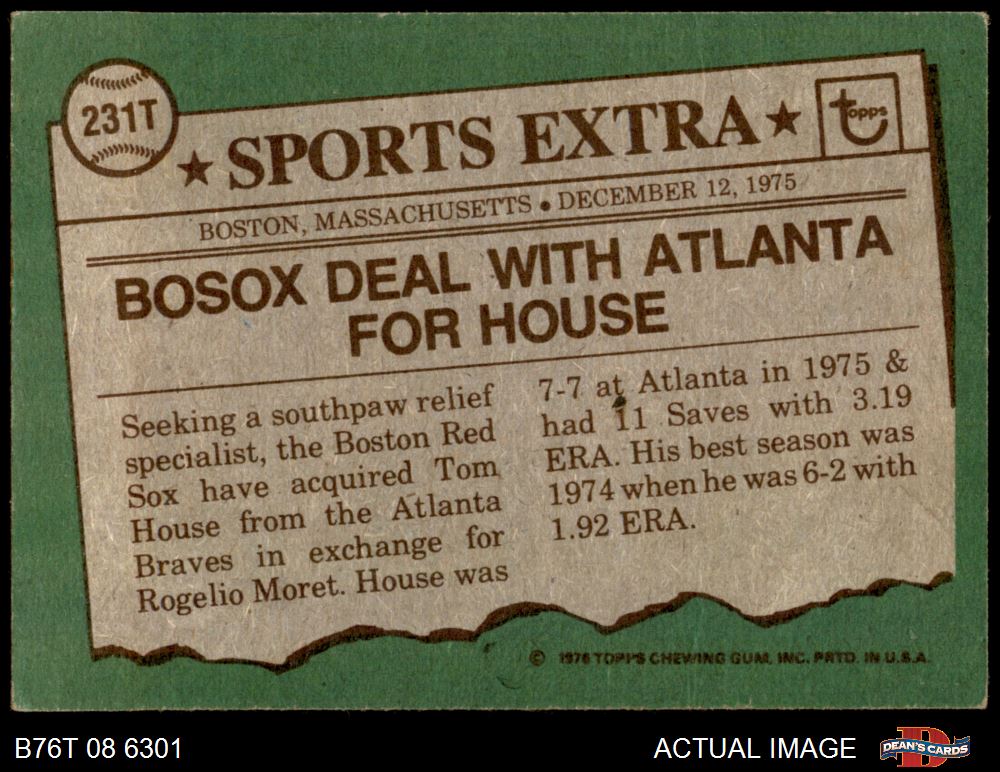 231T
★ SPORTS EXTRA ★
topps
BOSTON, MASSACHUSETTS • DECEMBER 12, 1975
BOSOX DEAL WITH ATLANTA
FOR HOUSE
Seeking a southpaw relief
specialist, the Boston Red
Sox have acquired Tom
House from the Atlanta
Braves in exchange for
Rogelio Moret. House was
7-7 at Atlanta in 1975 &
had 11 Saves with 3.19
ERA. His best season was
1974 when he was 6-2 with
1.92 ERA.
© 1976 TOPPS CHEWING GUM, INC. PRTD. IN U.S.A.
B76T 08 6301
ACTUAL IMAGE
DEAN'S CARDS